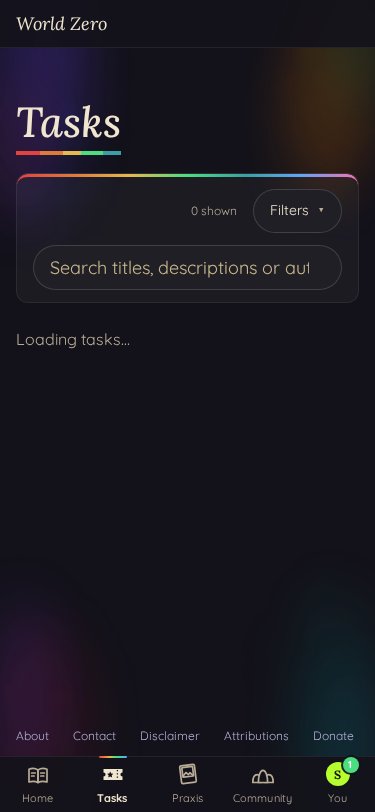 World Zero
Tasks
0 shown
Filters
Search titles, descriptions or aut
Loading tasks...
About Contact Disclaimer Attributions Donate
S 1
Home Tasks Praxis Community You